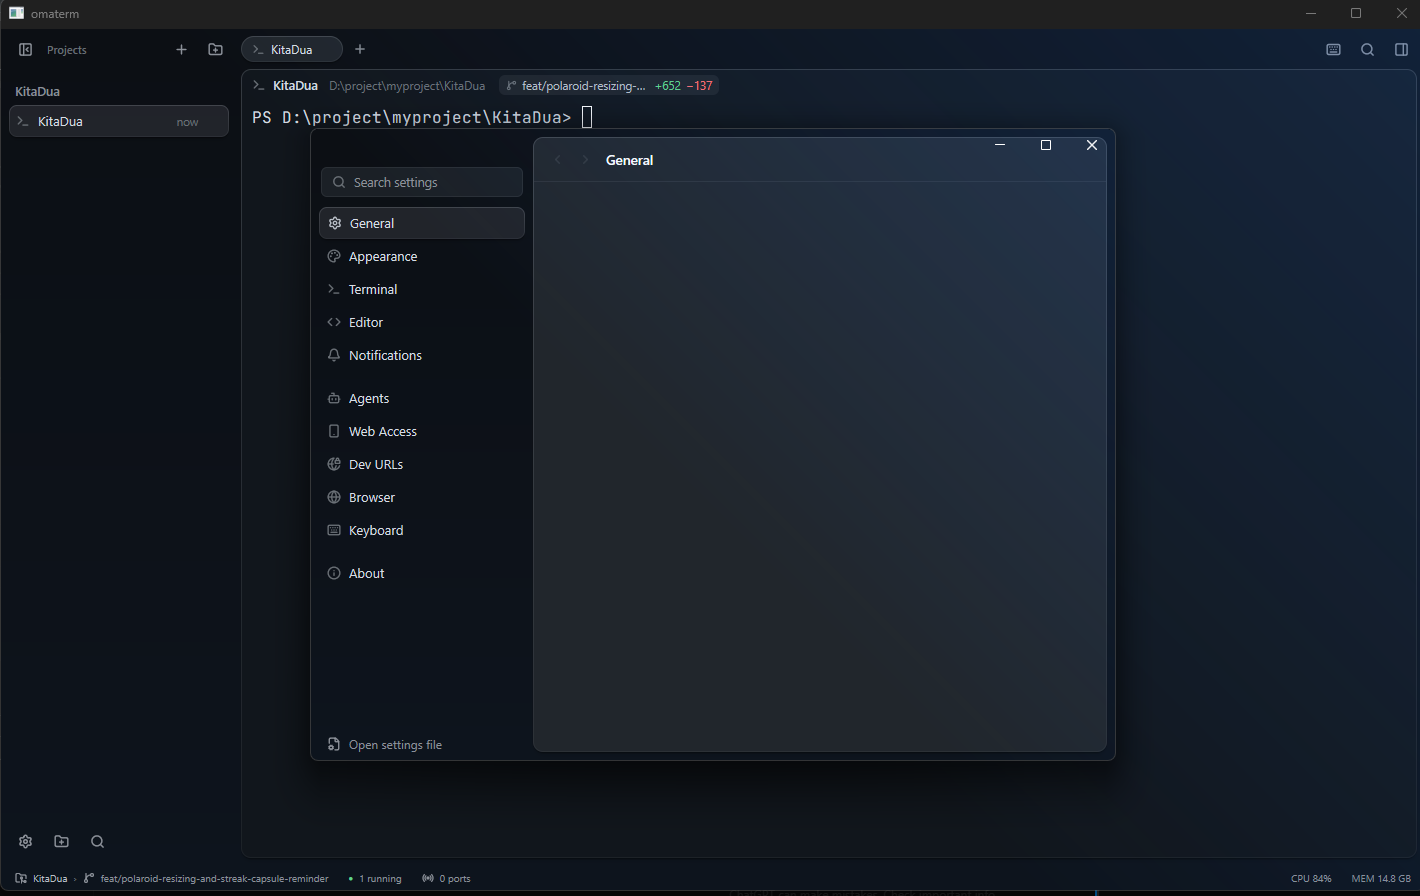 omaterm
Projects
KitaDua
KitaDua
KitaDua now
KitaDua D:\project\myproject\KitaDua feat/polaroid-resizing-... +652 −137
PS D:\project\myproject\KitaDua>
General
Search settings
General
Appearance
Terminal
Editor
Notifications
Agents
Web Access
Dev URLs
Browser
Keyboard
About
Open settings file
KitaDua › feat/polaroid-resizing-and-streak-capsule-reminder • 1 running 0 ports CPU 84% MEM 14.8 GB